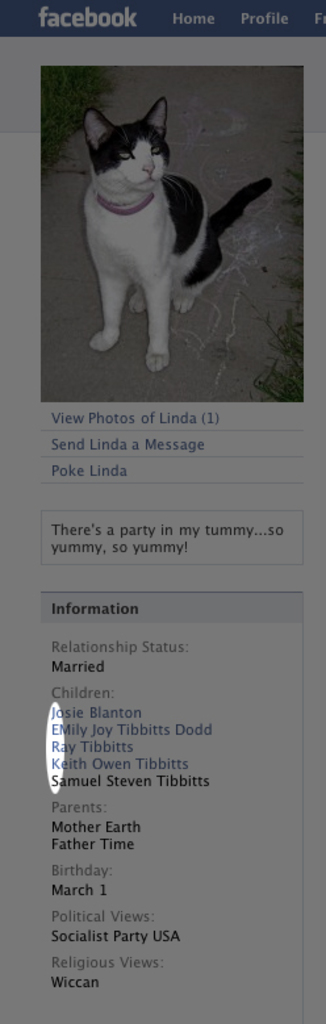 facebook Home Profile Fr
View Photos of Linda (1)
Send Linda a Message
Poke Linda
There's a party in my tummy...so
yummy, so yummy!
Information
Relationship Status:
Married
Children:
Josie Blanton
EMily Joy Tibbitts Dodd
Ray Tibbitts
Keith Owen Tibbitts
Samuel Steven Tibbitts
Parents:
Mother Earth
Father Time
Birthday:
March 1
Political Views:
Socialist Party USA
Religious Views:
Wiccan